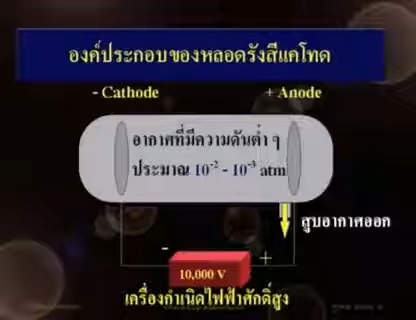 องค์ประกอบของหลอดรังสีแคโทด
- Cathode
+ Anode
อากาศที่มีความดันต่ำ ๆ
ประมาณ 10⁻² - 10⁻³ atm
สูบอากาศออก
-
+
10,000 V
เครื่องกำเนิดไฟฟ้าศักดิ์สูง